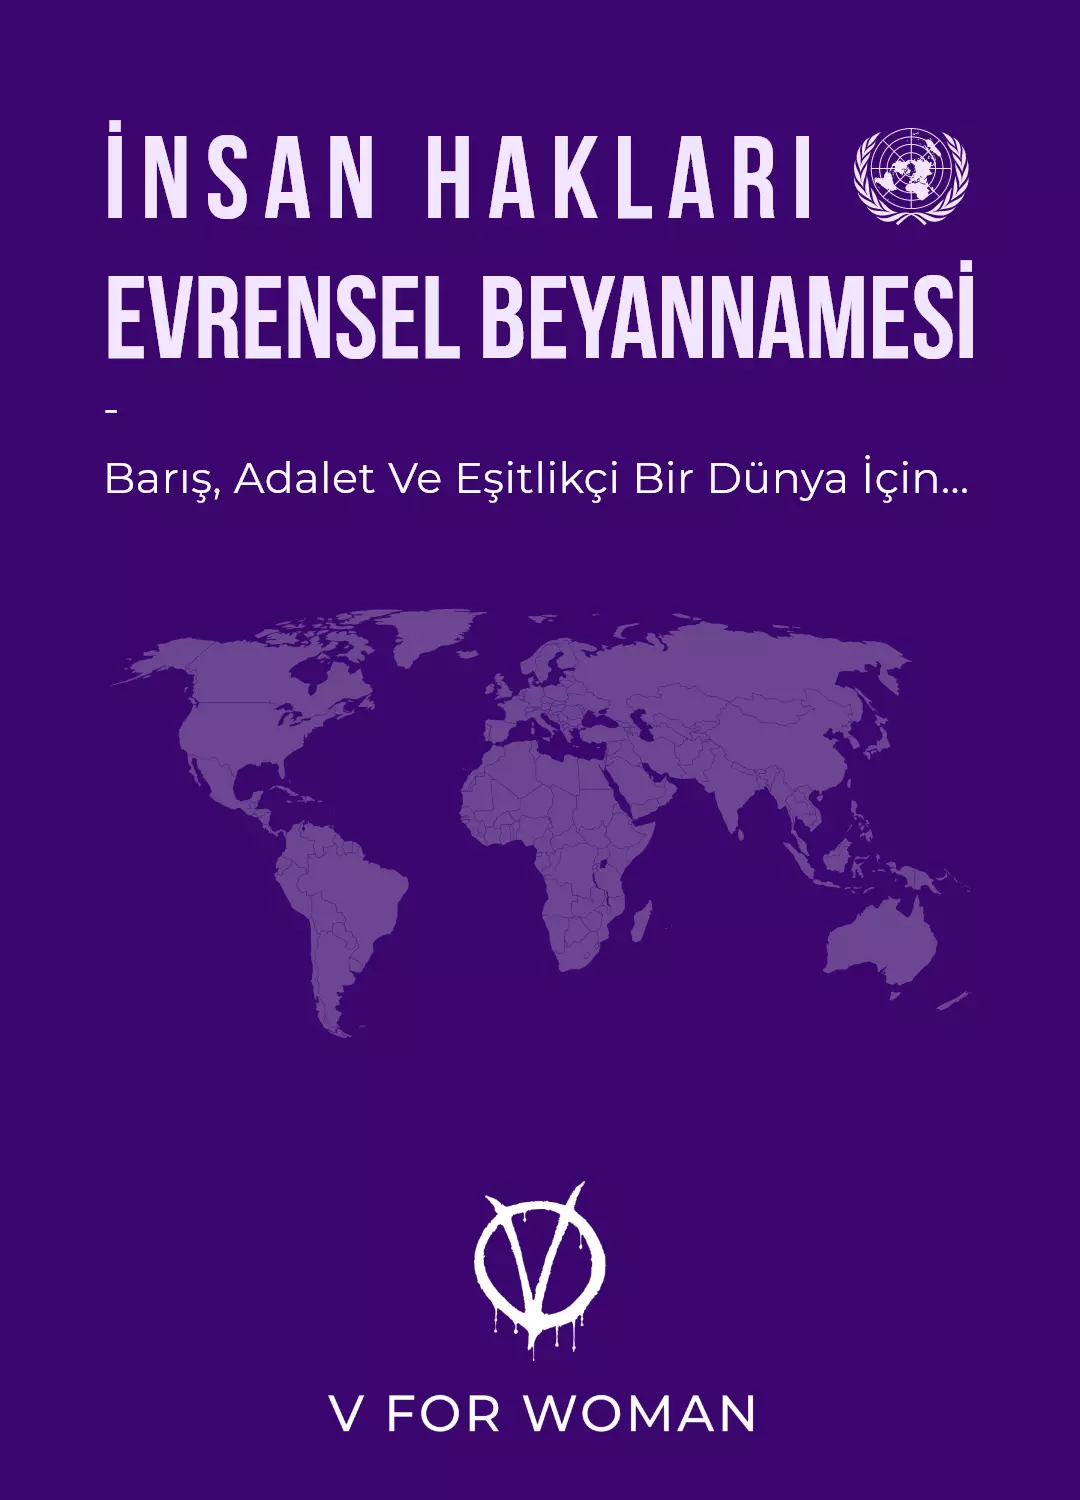 İNSAN HAKLARI
EVRENSEL BEYANNAMESİ
-
Barış, Adalet Ve Eşitlikçi Bir Dünya İçin...
V
V FOR WOMAN